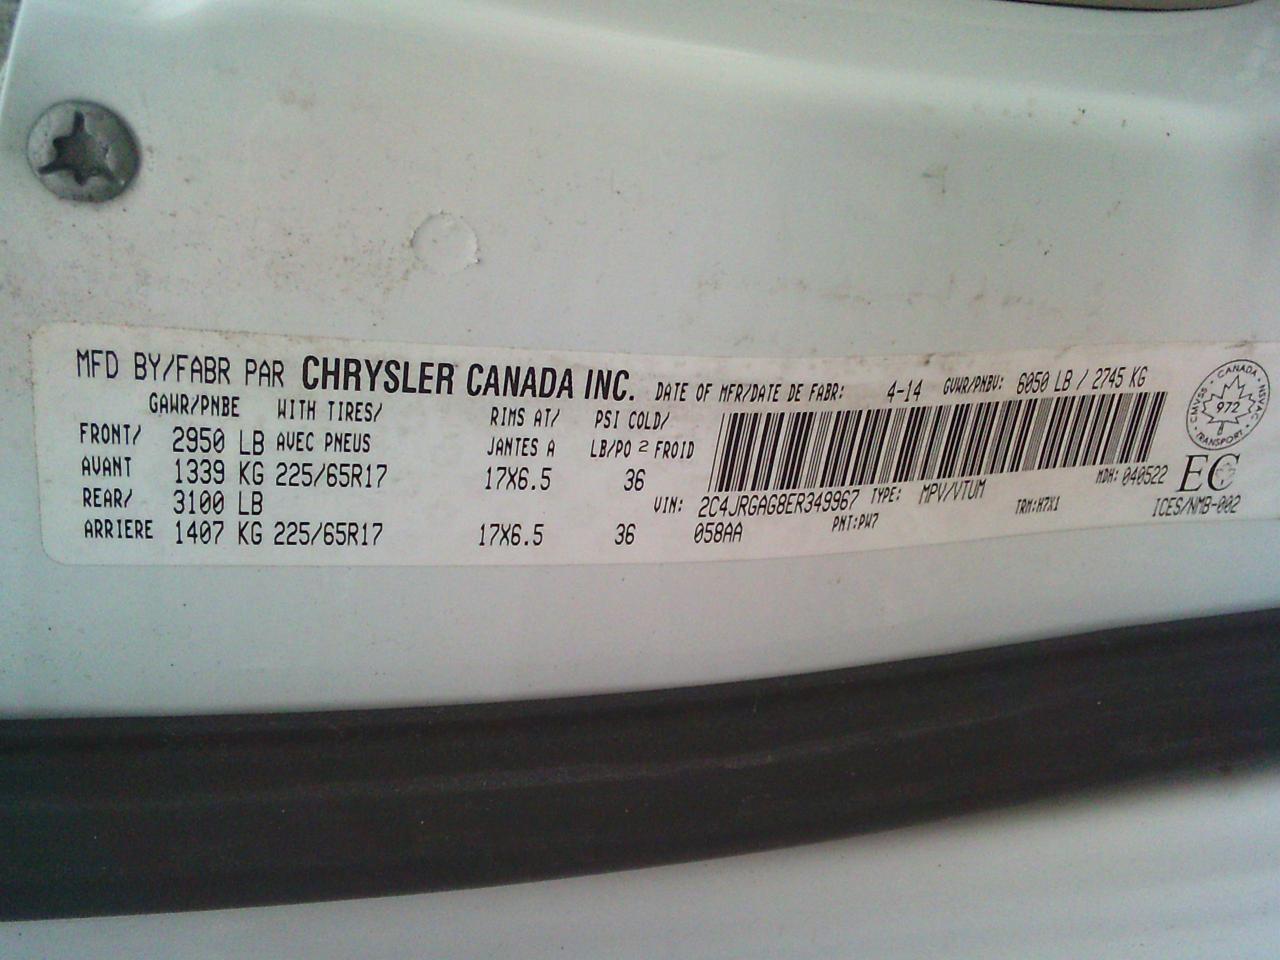 MFD BY/FABR PAR CHRYSLER CANADA INC. DATE OF MFR/DATE DE FABR: 4-14 GVWR/PNBV: 6050 LB / 2745 KG
GAWR/PNBE WITH TIRES/ RIMS AT/ PSI COLD/
FRONT/ 2950 LB AVEC PNEUS JANTES A LB/PO 2 FROID
AVANT 1339 KG 225/65R17 17X6.5 36
REAR/ 3100 LB
ARRIERE 1407 KG 225/65R17 17X6.5 36
VIN: 2C4JRGAG8ER349967 TYPE: MPV/VTUM MDH: 040522
058AA PNT:PW7 TRM:H7X1
CANADA
CMVSS NSVAC
972
8
TRANSPORT
EC
ICES/NMB-002